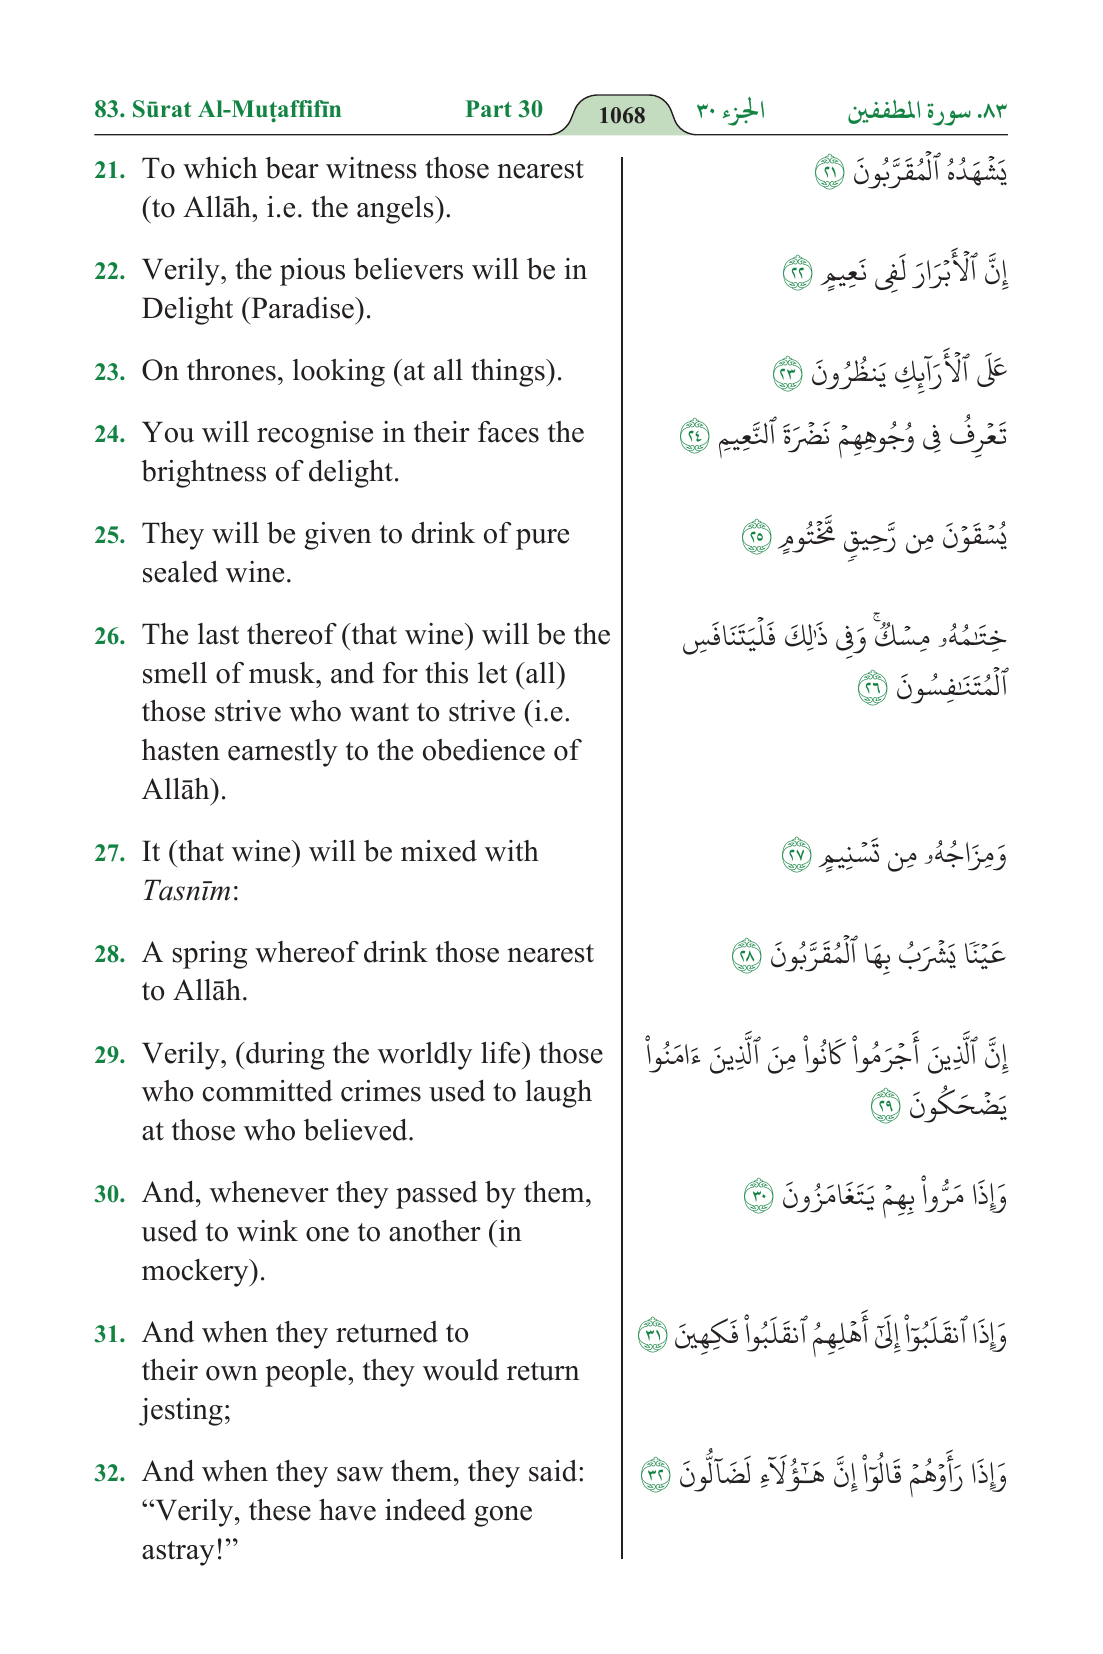 83. Sūrat Al-Muṭaffifīn Part 30 1068 الجزء ٣٠ ٨٣. سورة المطففين
21. To which bear witness those nearest
(to Allāh, i.e. the angels).
22. Verily, the pious believers will be in
Delight (Paradise).
23. On thrones, looking (at all things).
24. You will recognise in their faces the
brightness of delight.
25. They will be given to drink of pure
sealed wine.
26. The last thereof (that wine) will be the
smell of musk, and for this let (all)
those strive who want to strive (i.e.
hasten earnestly to the obedience of
Allāh).
27. It (that wine) will be mixed with
Tasnīm:
28. A spring whereof drink those nearest
to Allāh.
29. Verily, (during the worldly life) those
who committed crimes used to laugh
at those who believed.
30. And, whenever they passed by them,
used to wink one to another (in
mockery).
31. And when they returned to
their own people, they would return
jesting;
32. And when they saw them, they said:
“Verily, these have indeed gone
astray!”
يَشْهَدُهُ ٱلْمُقَرَّبُونَ ٢١
إِنَّ ٱلْأَبْرَارَ لَفِى نَعِيمٍ ٢٢
عَلَى ٱلْأَرَآئِكِ يَنظُرُونَ ٢٣
تَعْرِفُ فِى وُجُوهِهِمْ نَضْرَةَ ٱلنَّعِيمِ ٢٤
يُسْقَوْنَ مِن رَّحِيقٍ مَّخْتُومٍ ٢٥
خِتَٰمُهُۥ مِسْكٌ ۚ وَفِى ذَٰلِكَ فَلْيَتَنَافَسِ
ٱلْمُتَنَٰفِسُونَ ٢٦
وَمِزَاجُهُۥ مِن تَسْنِيمٍ ٢٧
عَيْنًا يَشْرَبُ بِهَا ٱلْمُقَرَّبُونَ ٢٨
إِنَّ ٱلَّذِينَ أَجْرَمُوا۟ كَانُوا۟ مِنَ ٱلَّذِينَ ءَامَنُوا۟
يَضْحَكُونَ ٢٩
وَإِذَا مَرُّوا۟ بِهِمْ يَتَغَامَزُونَ ٣٠
وَإِذَا ٱنقَلَبُوٓا۟ إِلَىٰٓ أَهْلِهِمُ ٱنقَلَبُوا۟ فَكِهِينَ ٣١
وَإِذَا رَأَوْهُمْ قَالُوٓا۟ إِنَّ هَٰٓؤُلَآءِ لَضَآلُّونَ ٣٢